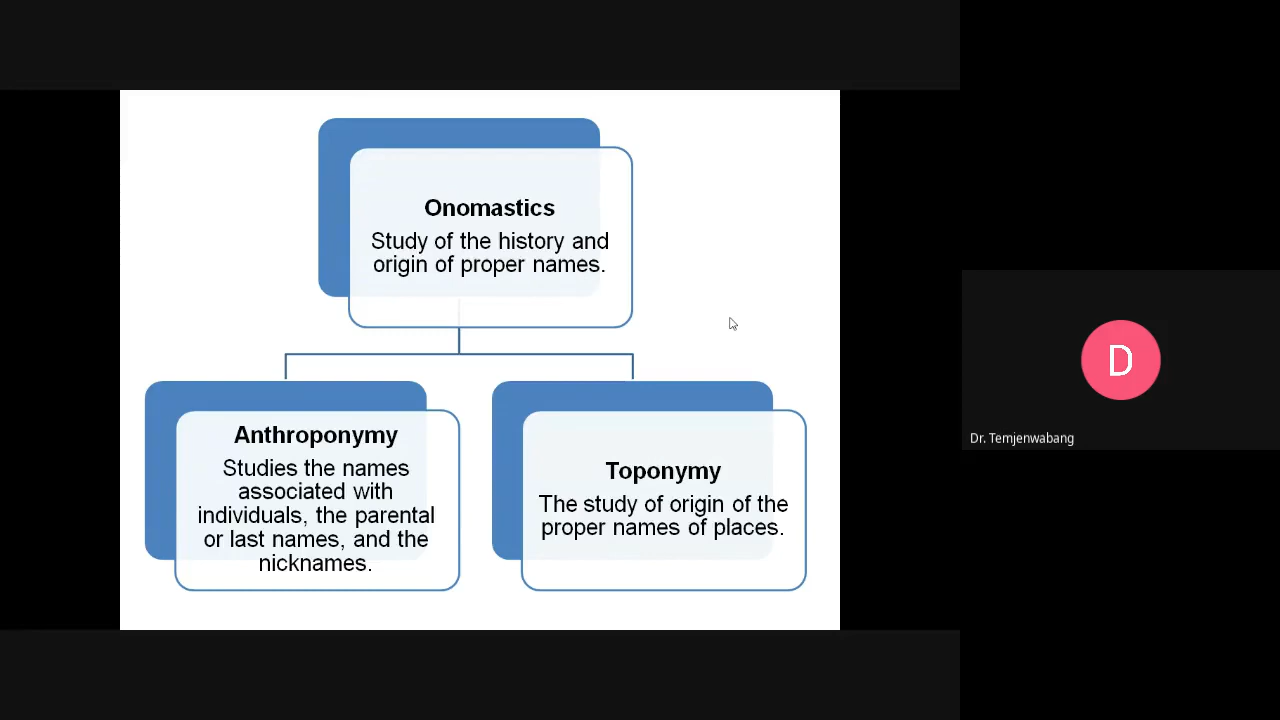 Onomastics
Study of the history and
origin of proper names.
Anthroponymy
Studies the names
associated with
individuals, the parental
or last names, and the
nicknames.
Toponymy
The study of origin of the
proper names of places.
D
Dr. Temjenwabang